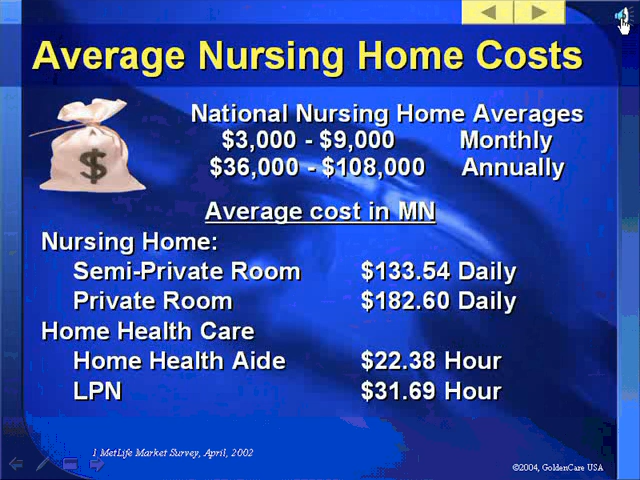 Average Nursing Home Costs
National Nursing Home Averages
$3,000 - $9,000 Monthly
$36,000 - $108,000 Annually
$
Average cost in MN
Nursing Home:
Semi-Private Room $133.54 Daily
Private Room $182.60 Daily
Home Health Care
Home Health Aide $22.38 Hour
LPN $31.69 Hour
1 MetLife Market Survey, April, 2002
©2004, GoldenCare USA